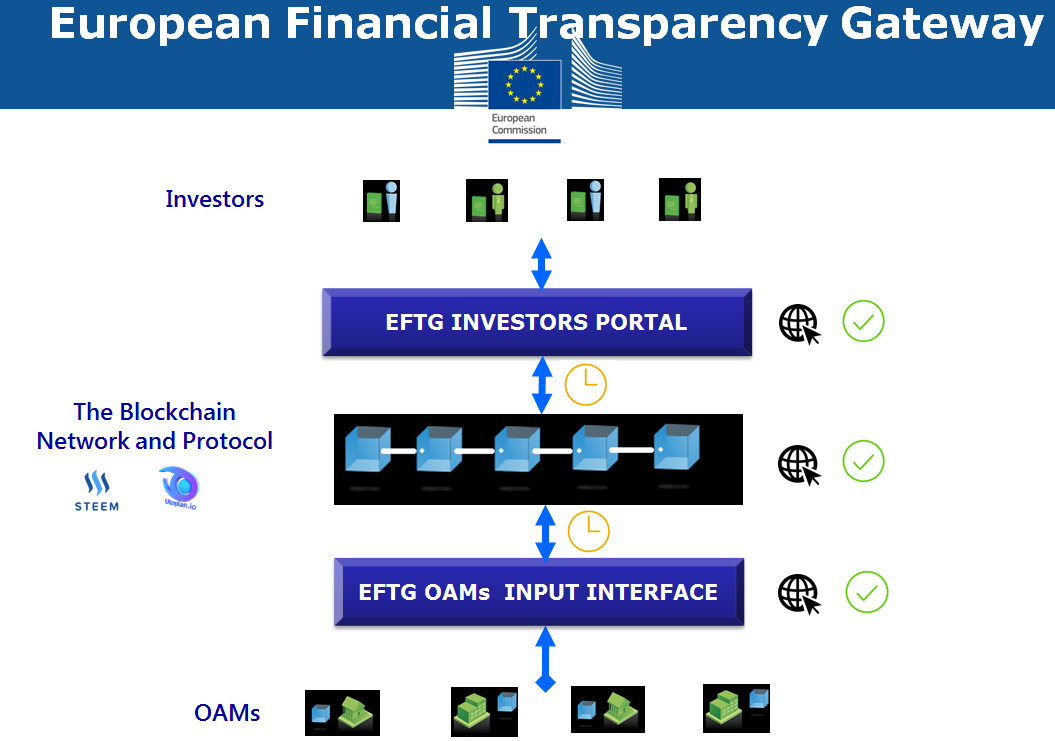 European Financial Transparency Gateway
European
Commission
Investors
EFTG INVESTORS PORTAL
The Blockchain
Network and Protocol
STEEM
Utopian.io
EFTG OAMs INPUT INTERFACE
OAMs